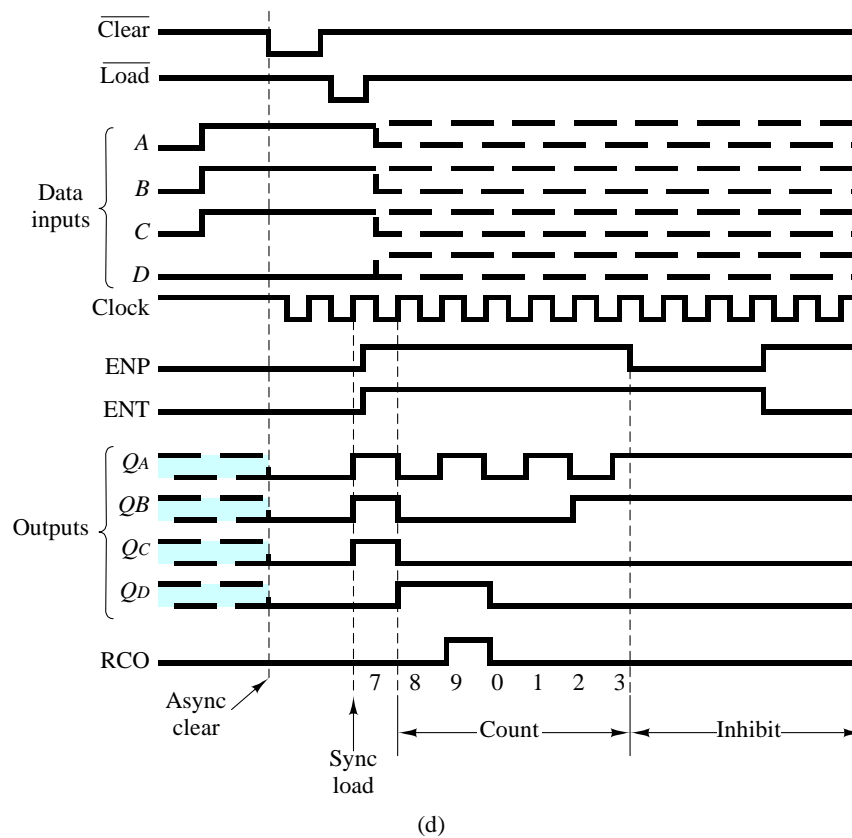 Clear
Load
A
B
Data
inputs
C
D
Clock
ENP
ENT
QA
QB
Outputs
QC
QD
RCO
7 8 9 0 1 2 3
Async
clear
Sync
load
Count
Inhibit
(d)